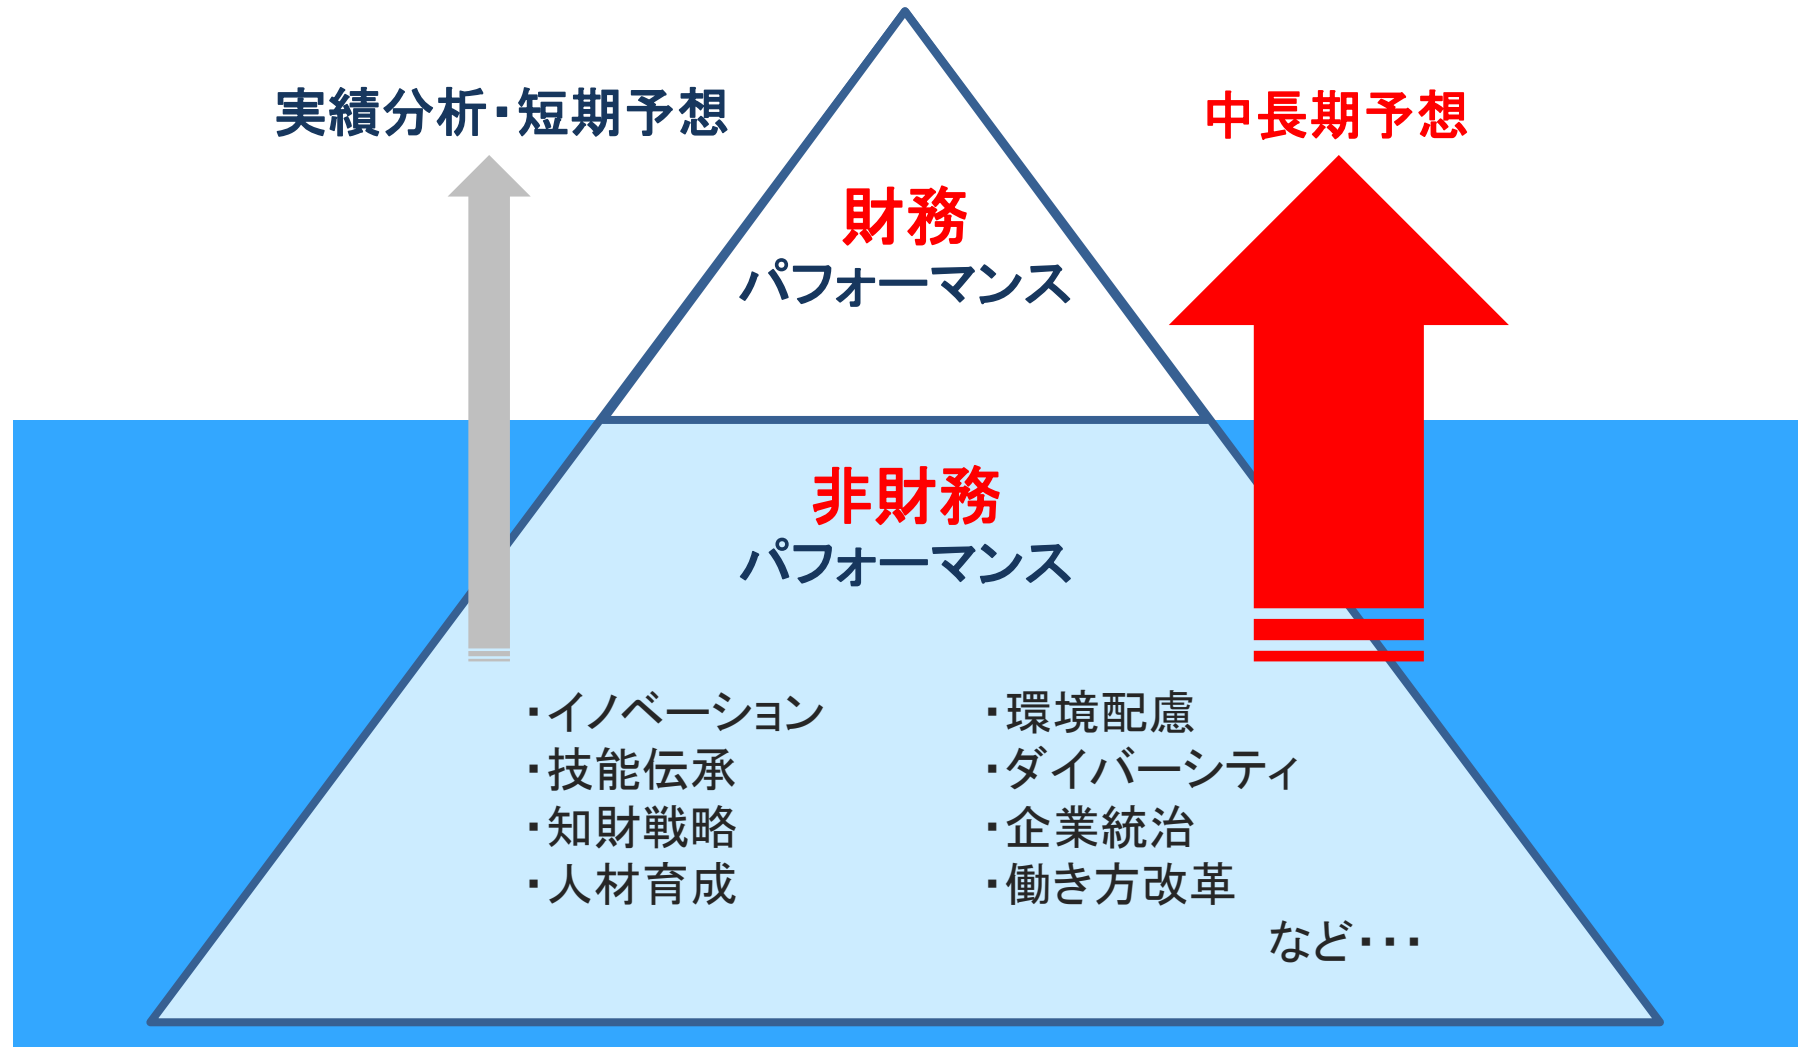 実績分析・短期予想
中長期予想
財務
パフォーマンス
非財務
パフォーマンス
・イノベーション
・技能伝承
・知財戦略
・人材育成
・環境配慮
・ダイバーシティ
・企業統治
・働き方改革
など・・・